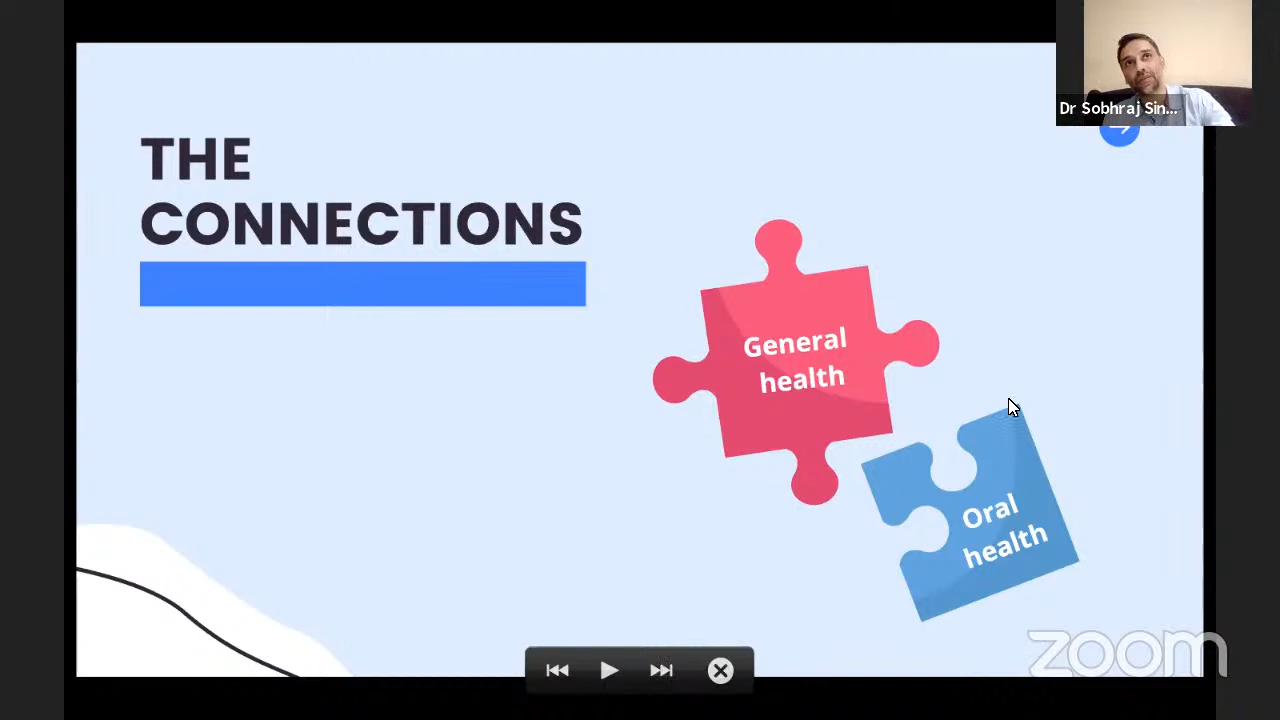 THE
CONNECTIONS
General
health
Oral
health
Dr Sobhraj Sin...
zoom